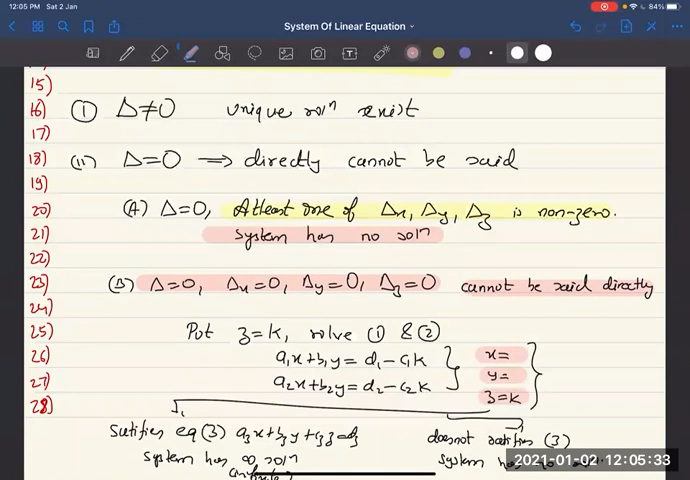 12:05 PM Sat 2 Jan
84%
System Of Linear Equation
15)
16) (I) Δ≠0 unique solⁿ exist
17)
18) (II) Δ=0 ⟹ directly cannot be said
19)
20) (A) Δ=0, Atleast one of Δx, Δy, Δz is non-zero.
21) system has no solⁿ
22)
23) (B) Δ=0, Δx=0, Δy=0, Δz=0 cannot be said directly
24)
25) Put z=k, solve (1) & (2)
26) a₁x+b₁y = d₁-c₁k x=
27) a₂x+b₂y = d₂-c₂k y=
28) z=k
satisfies eq(3) a₃x+b₃y+c₃z=d₃ doesnot satisfies (3)
system has ∞ solⁿ system has
2021-01-02 12:05:33